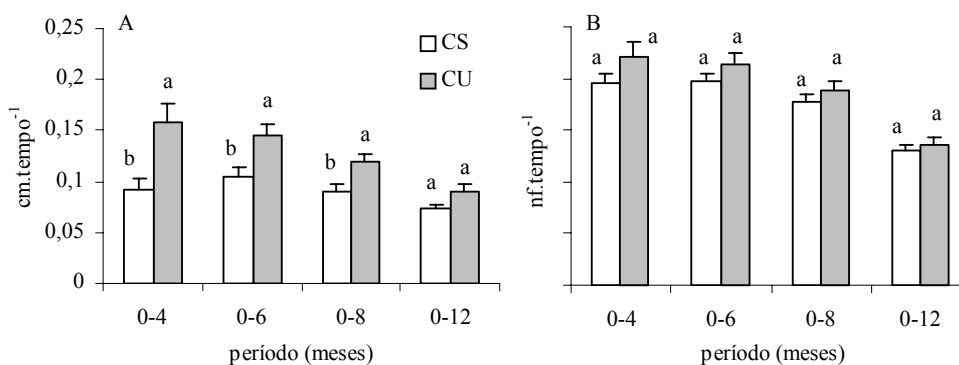 A
cm.tempo-1
0,25
0,2
0,15
0,1
0,05
0
CS
CU
b a b a b a a a
0-4 0-6 0-8 0-12
período (meses)
B
nf.tempo-1
a a a a a a a a
0-4 0-6 0-8 0-12
período (meses)